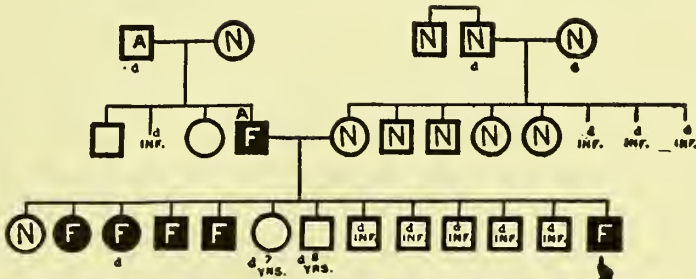 A N N N N
d d d
A
d INF. F N N N N N d INF. d INF. d INF.
N F F F F d 7 YRS. d 8 YRS. d INF. d INF. d INF. d INF. d INF. F
d